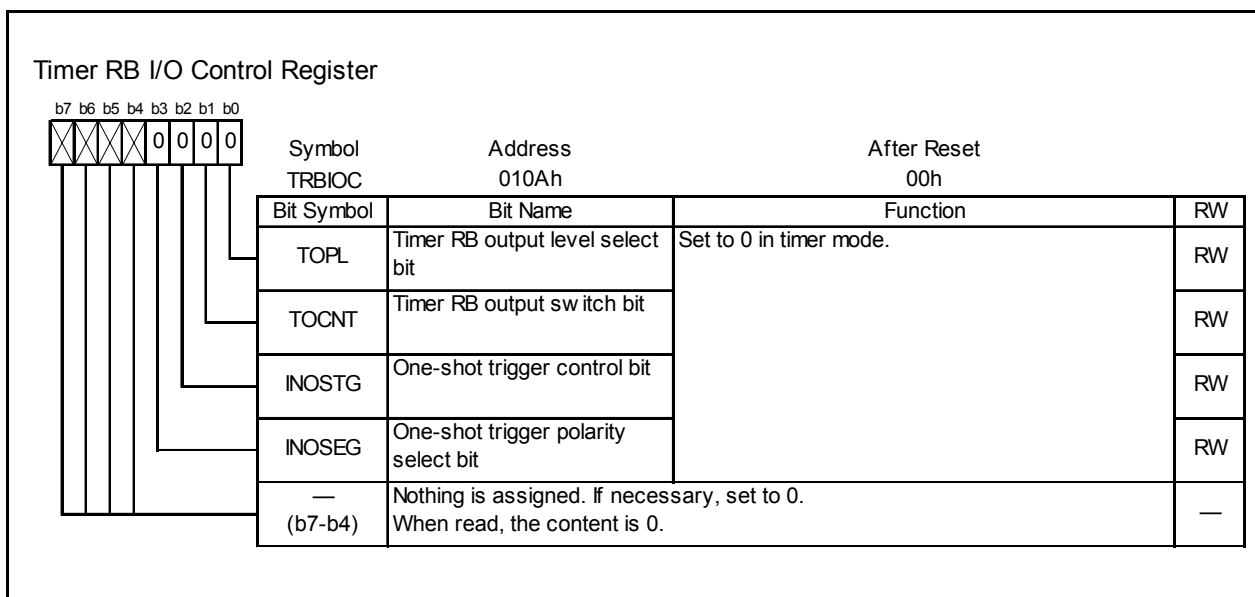 Timer RB I/O Control Register
b7 b6 b5 b4 b3 b2 b1 b0
0 0 0 0
Symbol Address After Reset
TRBIOC 010Ah 00h
Bit Symbol Bit Name Function RW
TOPL Timer RB output level select bit Set to 0 in timer mode. RW
TOCNT Timer RB output sw itch bit RW
INOSTG One-shot trigger control bit RW
INOSEG One-shot trigger polarity select bit RW
— (b7-b4) Nothing is assigned. If necessary, set to 0. —
When read, the content is 0.